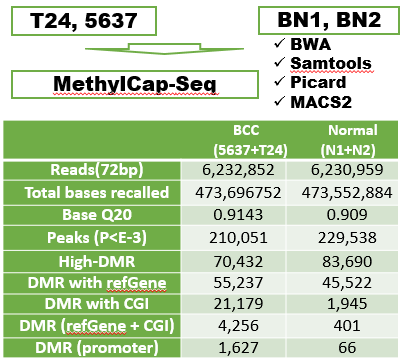 T24, 5637
BN1, BN2
✓ BWA
✓ Samtools
✓ Picard
✓ MACS2
MethylCap-Seq
BCC (5637+T24) Normal (N1+N2)
Reads(72bp) 6,232,852 6,230,959
Total bases recalled 473,696752 473,552,884
Base Q20 0.9143 0.909
Peaks (P<E-3) 210,051 229,538
High-DMR 70,432 83,690
DMR with refGene 55,237 45,522
DMR with CGI 21,179 1,945
DMR (refGene + CGI) 4,256 401
DMR (promoter) 1,627 66